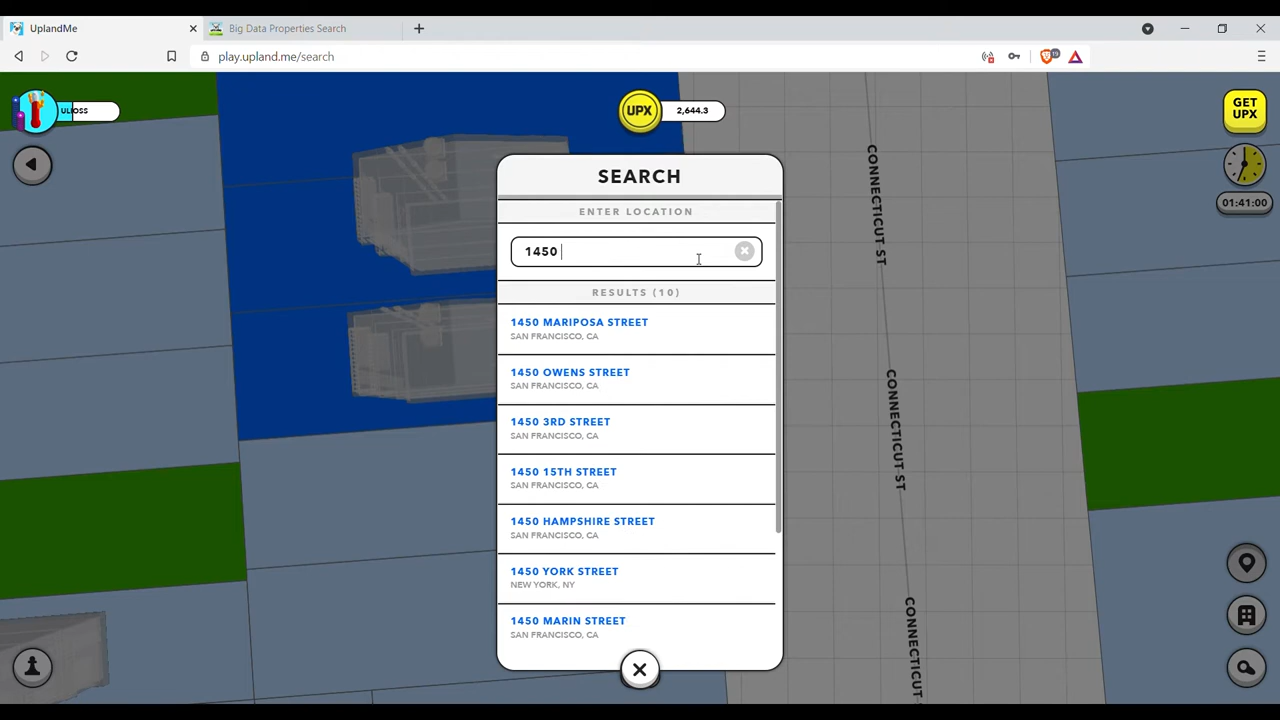 UplandMe
Big Data Properties Search
play.upland.me/search
19
ULIOSS
UPX
2,644.3
GET
UPX
01:41:00
SEARCH
ENTER LOCATION
1450
RESULTS (10)
1450 MARIPOSA STREET
SAN FRANCISCO, CA
1450 OWENS STREET
SAN FRANCISCO, CA
1450 3RD STREET
SAN FRANCISCO, CA
1450 15TH STREET
SAN FRANCISCO, CA
1450 HAMPSHIRE STREET
SAN FRANCISCO, CA
1450 YORK STREET
NEW YORK, NY
1450 MARIN STREET
SAN FRANCISCO, CA
CONNECTICUT ST
CONNECTICUT ST
CONNECTICUT